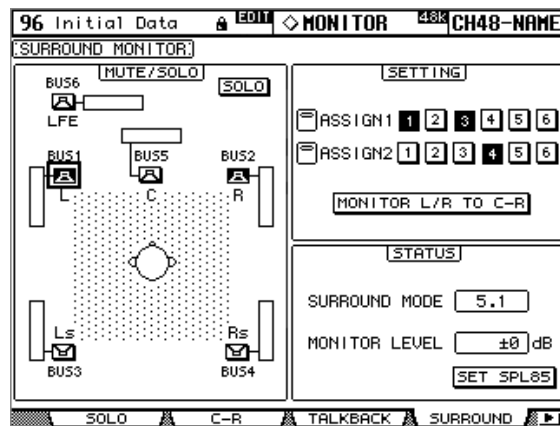 96 Initial Data EDIT MONITOR 48K CH48-NAME
SURROUND MONITOR
MUTE/SOLO
SOLO
BUS6
LFE
BUS1
L
BUS5
C
BUS2
R
Ls
BUS3
Rs
BUS4
SETTING
ASSIGN1 1 2 3 4 5 6
ASSIGN2 1 2 3 4 5 6
MONITOR L/R TO C-R
STATUS
SURROUND MODE 5.1
MONITOR LEVEL ±0 dB
SET SPL85
SOLO C-R TALKBACK SURROUND